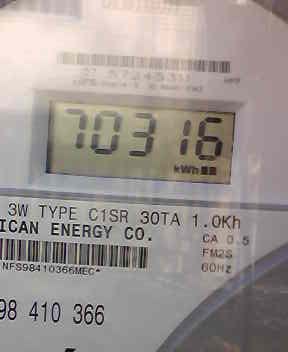 70316
kWh
3W TYPE C1SR 30TA 1.0Kh
ICAN ENERGY CO.
CA 0.5
NFS98410366MEC*
FM2S
60Hz
98 410 366